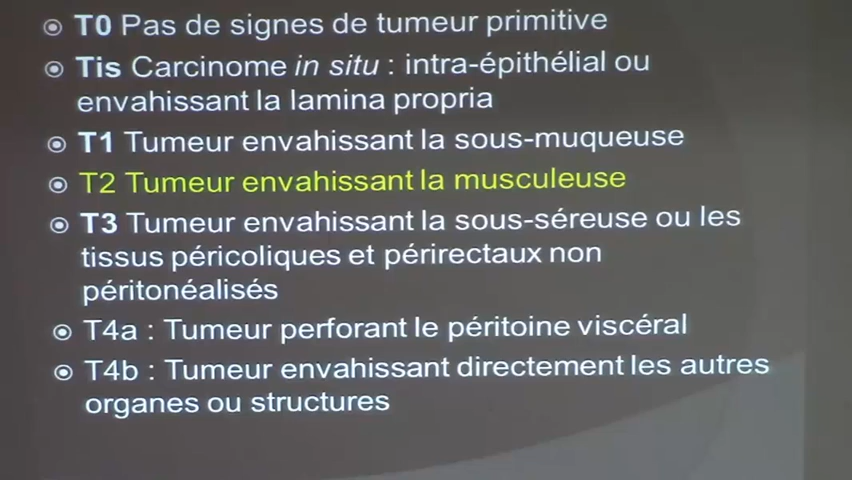 T0 Pas de signes de tumeur primitive
Tis Carcinome in situ : intra-épithélial ou
envahissant la lamina propria
T1 Tumeur envahissant la sous-muqueuse
T2 Tumeur envahissant la musculeuse
T3 Tumeur envahissant la sous-séreuse ou les
tissus péricoliques et périrectaux non
péritonéalisés
T4a : Tumeur perforant le péritoine viscéral
T4b : Tumeur envahissant directement les autres
organes ou structures